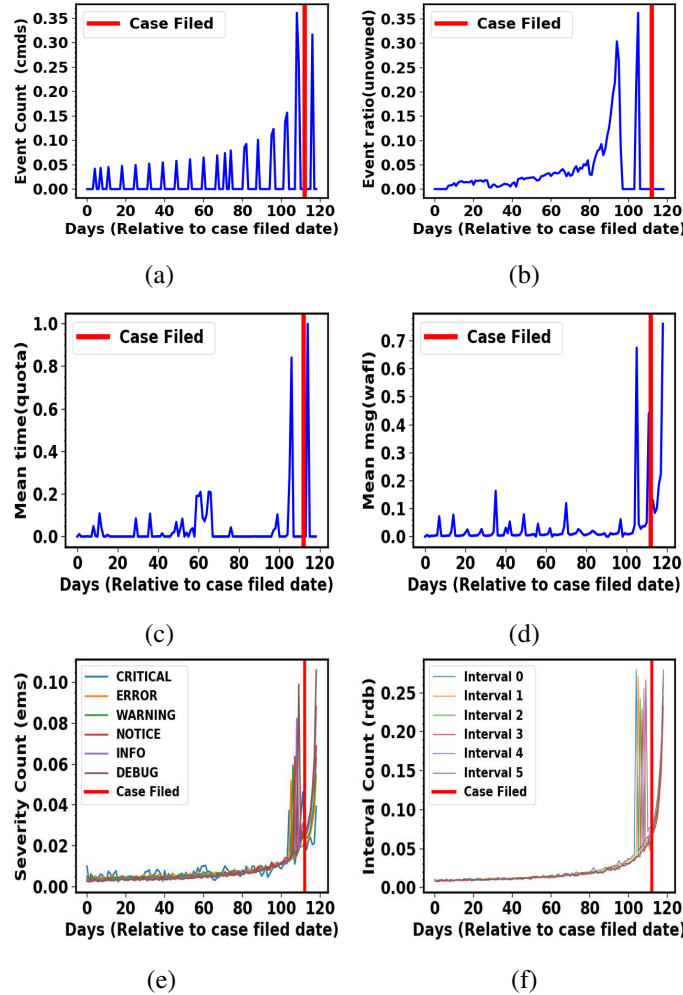 Event Count (cmds)
0.35
0.30
0.25
0.20
0.15
0.10
0.05
0.00
Case Filed
0 20 40 60 80 100 120
Days (Relative to case filed date)
(a)
Event ratio(unowned)
0.35
0.30
0.25
0.20
0.15
0.10
0.05
0.00
Case Filed
0 20 40 60 80 100 120
Days (Relative to case filed date)
(b)
Mean time(quota)
1.0
0.8
0.6
0.4
0.2
0.0
Case Filed
0 20 40 60 80 100 120
Days (Relative to case filed date)
(c)
Mean msg(wafl)
0.7
0.6
0.5
0.4
0.3
0.2
0.1
0.0
Case Filed
0 20 40 60 80 100 120
Days (Relative to case filed date)
(d)
Severity Count (ems)
0.10
0.08
0.06
0.04
0.02
0.00
CRITICAL
ERROR
WARNING
NOTICE
INFO
DEBUG
Case Filed
0 20 40 60 80 100 120
Days (Relative to case filed date)
(e)
Interval Count (rdb)
0.25
0.20
0.15
0.10
0.05
0.00
Interval 0
Interval 1
Interval 2
Interval 3
Interval 4
Interval 5
Case Filed
0 20 40 60 80 100 120
Days (Relative to case filed date)
(f)